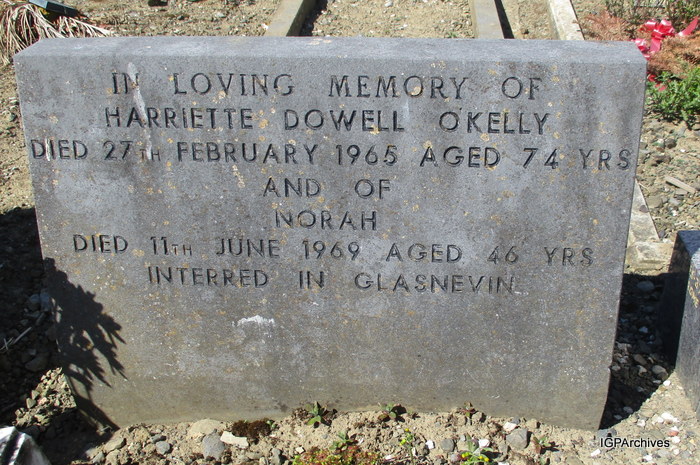 IN LOVING MEMORY OF
HARRIETTE DOWELL O'KELLY
DIED 27TH FEBRUARY 1965 AGED 74 YRS
AND OF
NORAH
DIED 11TH JUNE 1969 AGED 46 YRS
INTERRED IN GLASNEVIN
IGPArchives